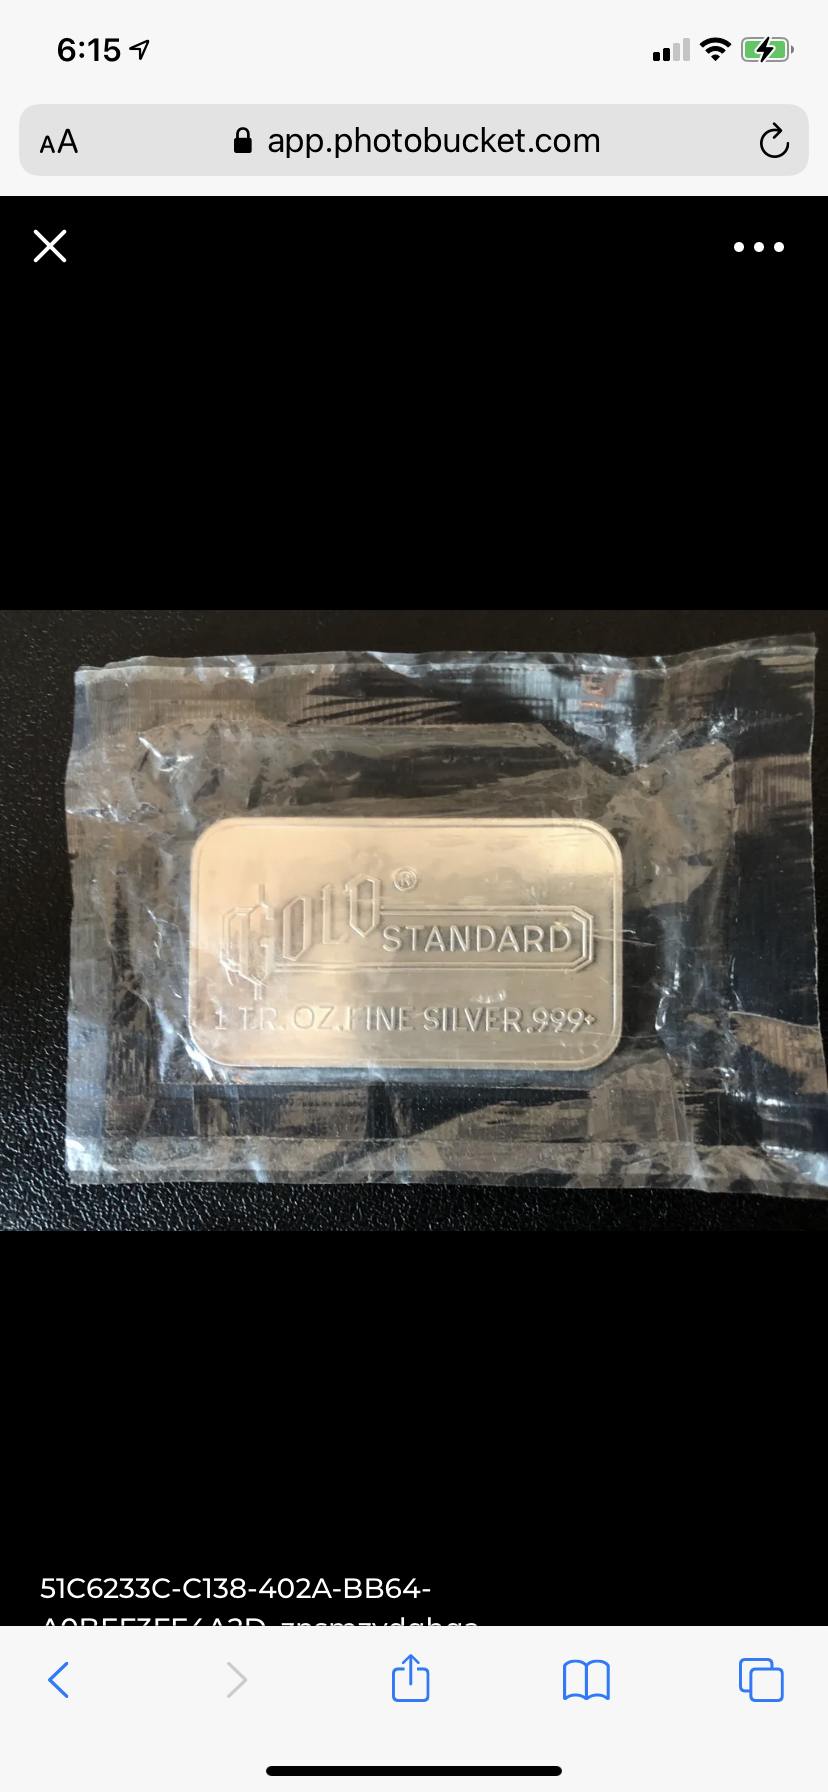 6:15
AA app.photobucket.com
GOLD®
STANDARD
1 TR. OZ. FINE SILVER .999+
51C6233C-C138-402A-BB64-